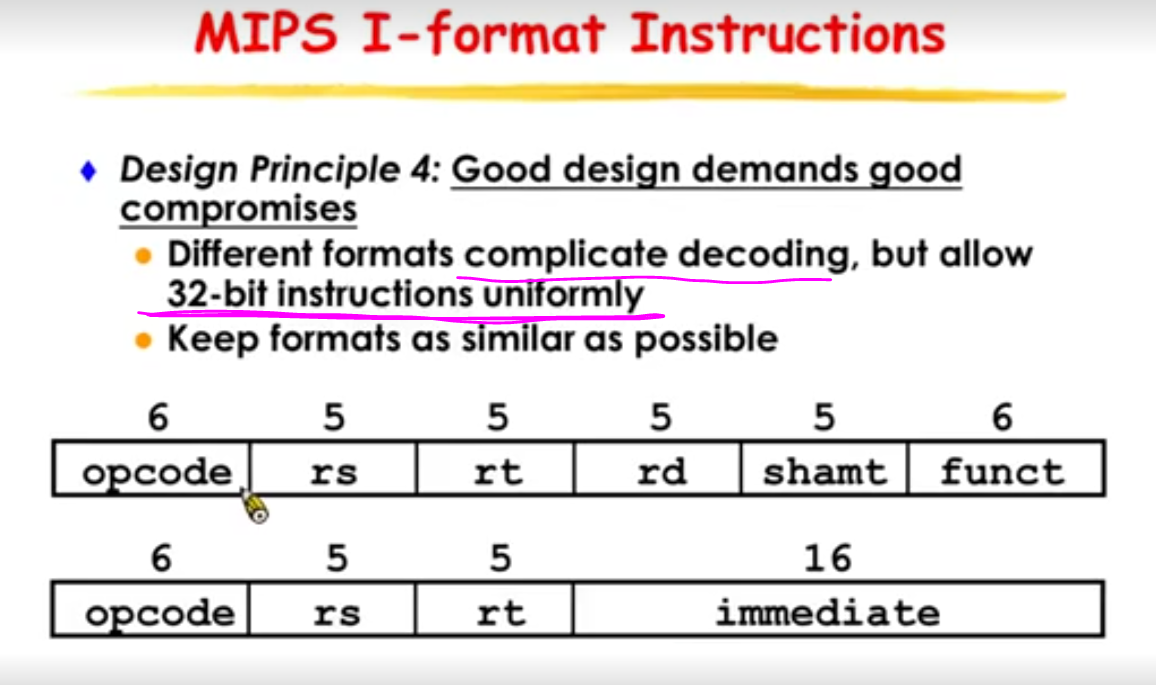 MIPS I-format Instructions
Design Principle 4: Good design demands good
compromises
Different formats complicate decoding, but allow
32-bit instructions uniformly
Keep formats as similar as possible
6 5 5 5 5 6
opcode rs rt rd shamt funct
6 5 5 16
opcode rs rt immediate